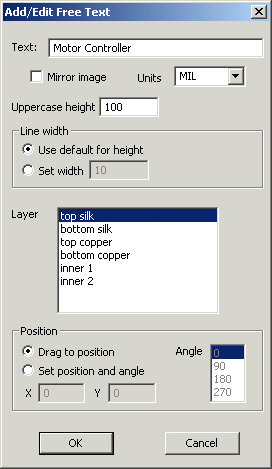 Add/Edit Free Text
Text: Motor Controller
Mirror image Units MIL
Uppercase height 100
Line width
Use default for height
Set width 10
Layer
top silk
bottom silk
top copper
bottom copper
inner 1
inner 2
Position
Drag to position Angle 0
90
Set position and angle 180
X 0 Y 0 270
OK Cancel